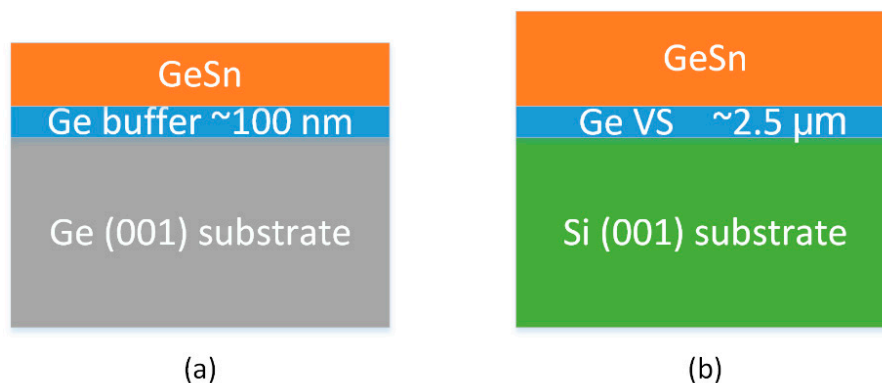 GeSn
Ge buffer ~100 nm
Ge (001) substrate
(a)
GeSn
Ge VS ~2.5 µm
Si (001) substrate
(b)